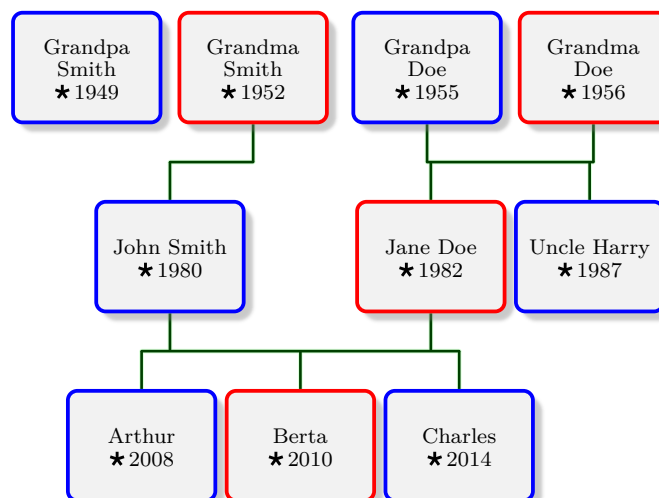 Grandpa
Smith
★ 1949
Grandma
Smith
★ 1952
Grandpa
Doe
★ 1955
Grandma
Doe
★ 1956
John Smith
★ 1980
Jane Doe
★ 1982
Uncle Harry
★ 1987
Arthur
★ 2008
Berta
★ 2010
Charles
★ 2014